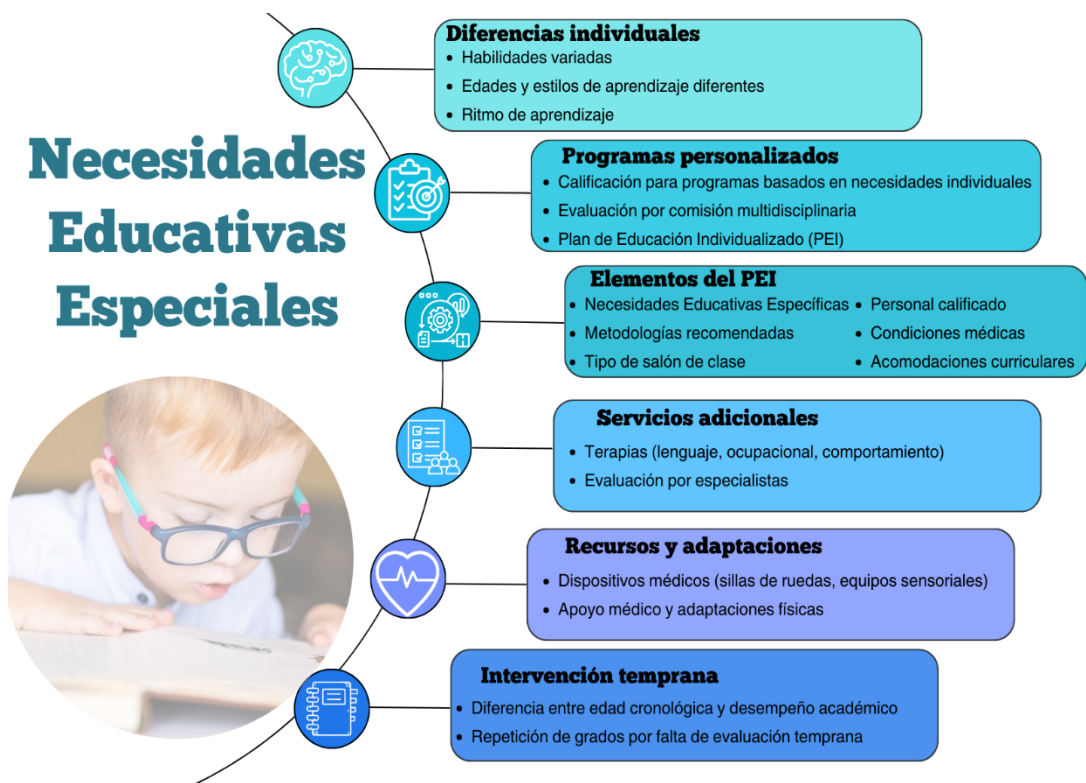 Necesidades
Educativas
Especiales
Diferencias individuales
• Habilidades variadas
• Edades y estilos de aprendizaje diferentes
• Ritmo de aprendizaje
Programas personalizados
• Calificación para programas basados en necesidades individuales
• Evaluación por comisión multidisciplinaria
• Plan de Educación Individualizado (PEI)
Elementos del PEI
• Necesidades Educativas Específicas
• Metodologías recomendadas
• Tipo de salón de clase
• Personal calificado
• Condiciones médicas
• Acomodaciones curriculares
Servicios adicionales
• Terapias (lenguaje, ocupacional, comportamiento)
• Evaluación por especialistas
Recursos y adaptaciones
• Dispositivos médicos (sillas de ruedas, equipos sensoriales)
• Apoyo médico y adaptaciones físicas
Intervención temprana
• Diferencia entre edad cronológica y desempeño académico
• Repetición de grados por falta de evaluación temprana